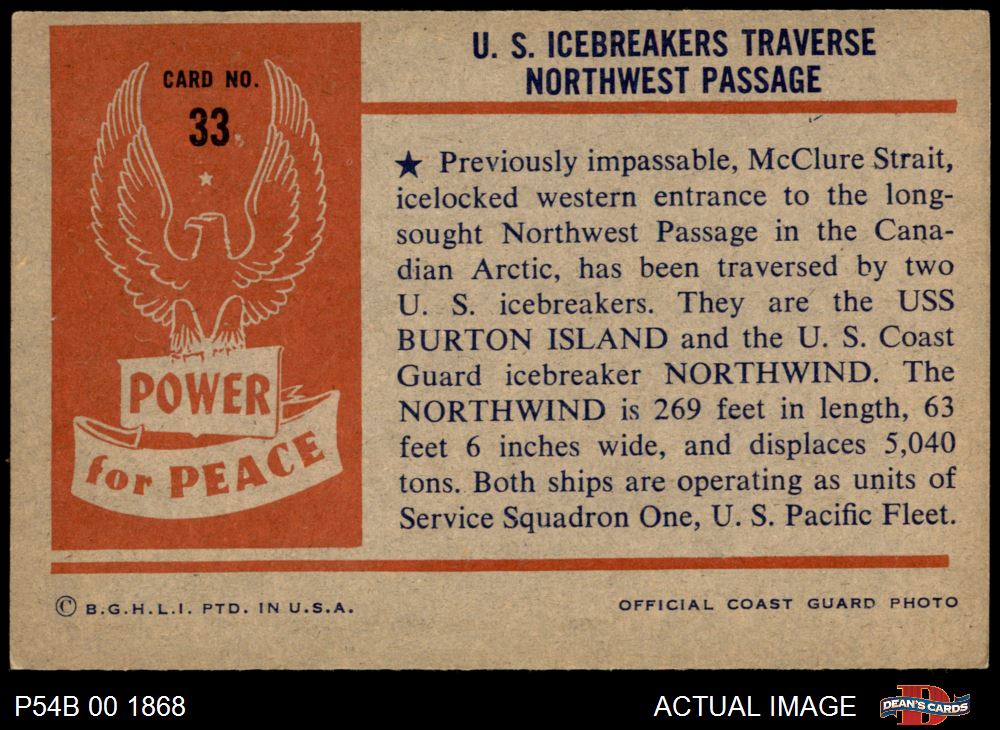 CARD NO.
33
POWER
for PEACE
U. S. ICEBREAKERS TRAVERSE
NORTHWEST PASSAGE
★ Previously impassable, McClure Strait,
icelocked western entrance to the long-
sought Northwest Passage in the Cana-
dian Arctic, has been traversed by two
U. S. icebreakers. They are the USS
BURTON ISLAND and the U. S. Coast
Guard icebreaker NORTHWIND. The
NORTHWIND is 269 feet in length, 63
feet 6 inches wide, and displaces 5,040
tons. Both ships are operating as units of
Service Squadron One, U. S. Pacific Fleet.
© B.G.H.L.I. PTD. IN U.S.A.
OFFICIAL COAST GUARD PHOTO
P54B 00 1868
ACTUAL IMAGE
D
DEAN'S CARDS